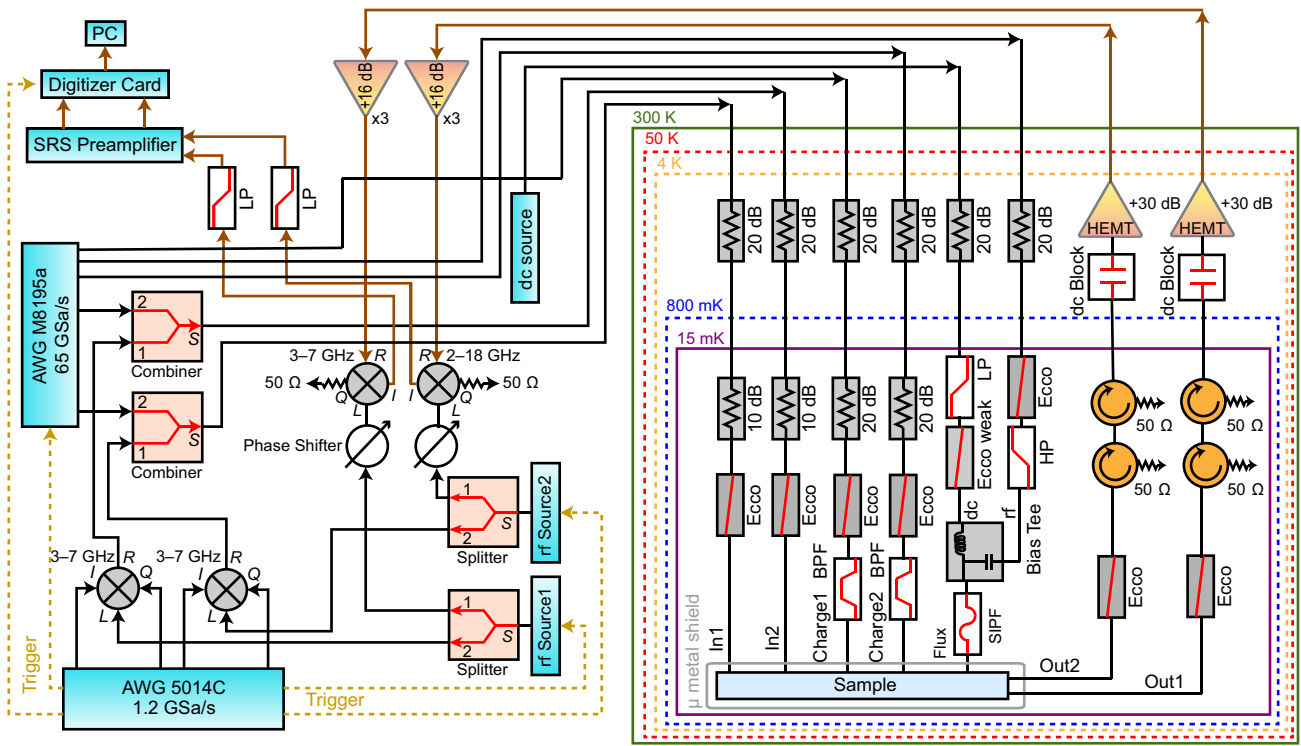 PC
Digitizer Card
SRS Preamplifier
LP
LP
+16 dB
x3
+16 dB
x3
dc source
AWG M8195a
65 GSa/s
2
1
S
Combiner
2
1
S
Combiner
3–7 GHz
R
50 Ω
Q
I
L
R
2–18 GHz
50 Ω
Q
I
L
Phase Shifter
1
2
S
Splitter
rf Source2
1
2
S
Splitter
rf Source1
3–7 GHz
R
I
Q
L
3–7 GHz
R
I
Q
L
Trigger
AWG 5014C
1.2 GSa/s
Trigger
300 K
50 K
4 K
800 mK
15 mK
20 dB
20 dB
20 dB
20 dB
20 dB
20 dB
+30 dB
HEMT
+30 dB
HEMT
dc Block
dc Block
10 dB
10 dB
20 dB
20 dB
LP
Ecco
Ecco weak
HP
50 Ω
50 Ω
50 Ω
50 Ω
Ecco
Ecco
Ecco
Ecco
dc
rf
Bias Tee
BPF
BPF
Ecco
Ecco
In1
In2
Charge1
Charge2
Flux
SIPF
μ metal shield
Sample
Out2
Out1